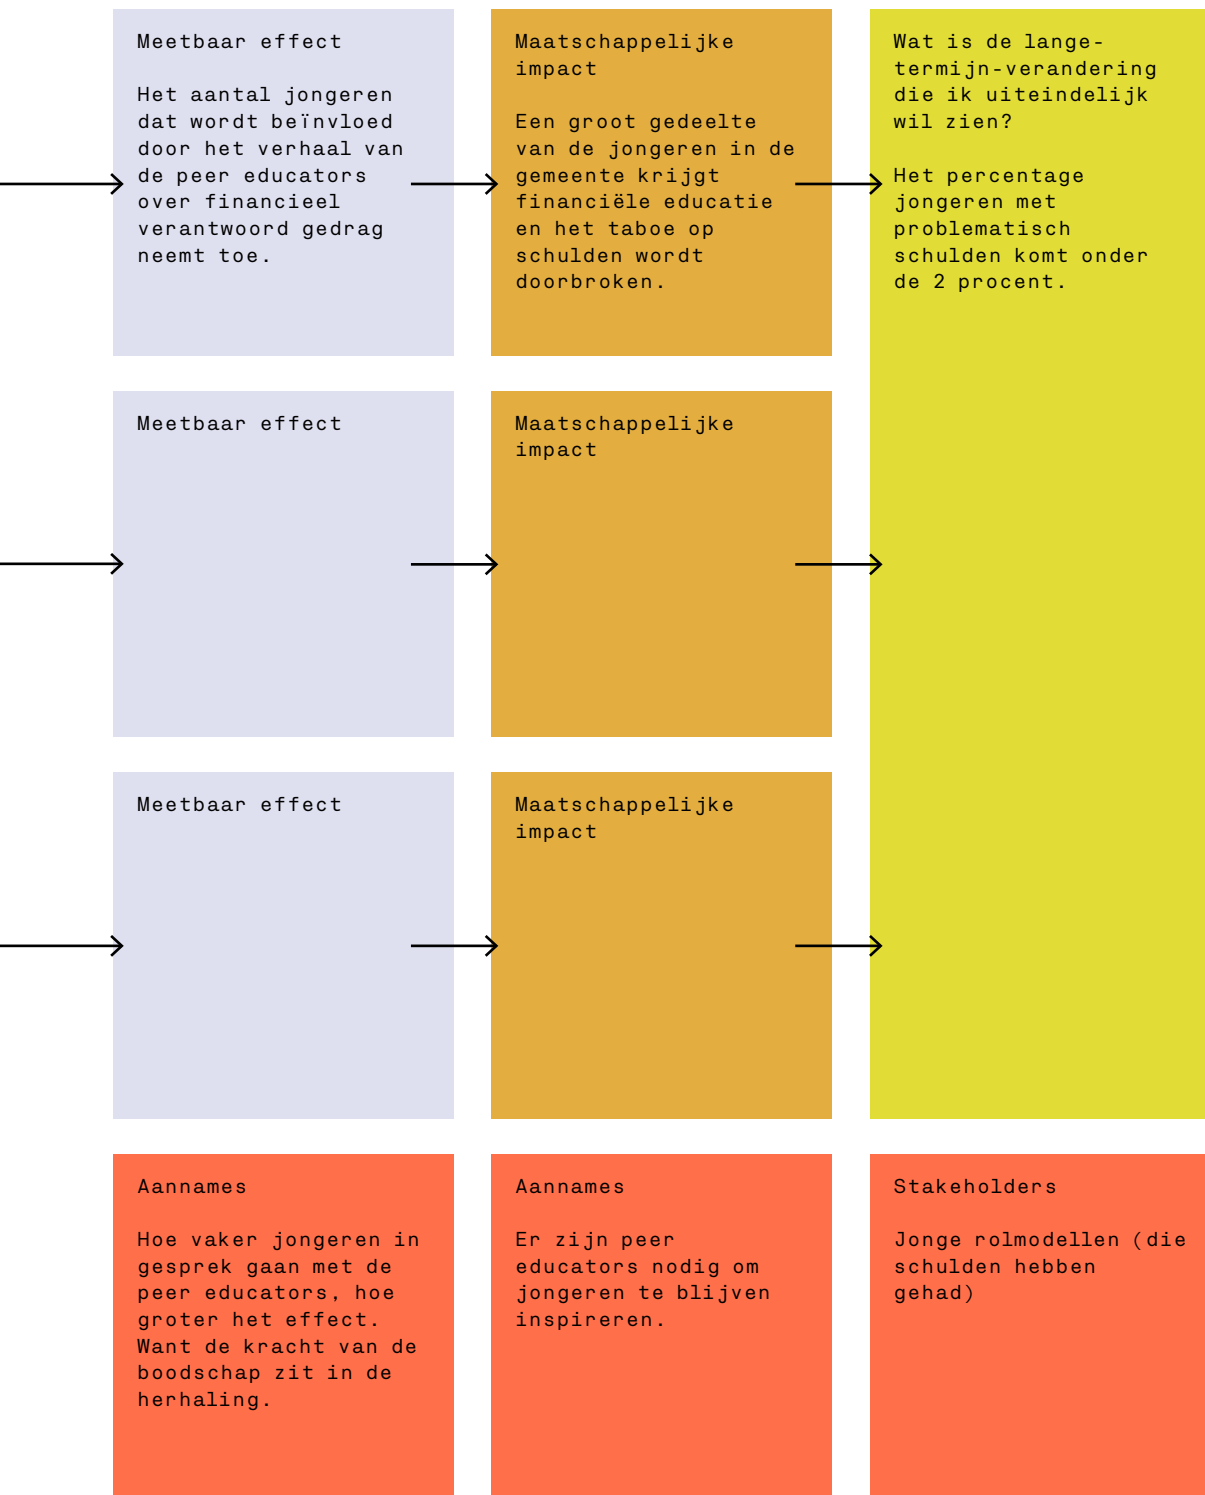 Meetbaar effect
Het aantal jongeren
dat wordt beïnvloed
door het verhaal van
de peer educators
over financieel
verantwoord gedrag
neemt toe.
Maatschappelijke
impact
Een groot gedeelte
van de jongeren in de
gemeente krijgt
financiële educatie
en het taboe op
schulden wordt
doorbroken.
Wat is de lange-
termijn-verandering
die ik uiteindelijk
wil zien?
Het percentage
jongeren met
problematisch
schulden komt onder
de 2 procent.
Meetbaar effect
Maatschappelijke
impact
Meetbaar effect
Maatschappelijke
impact
Aannames
Hoe vaker jongeren in
gesprek gaan met de
peer educators, hoe
groter het effect.
Want de kracht van de
boodschap zit in de
herhaling.
Aannames
Er zijn peer
educators nodig om
jongeren te blijven
inspireren.
Stakeholders
Jonge rolmodellen (die
schulden hebben
gehad)